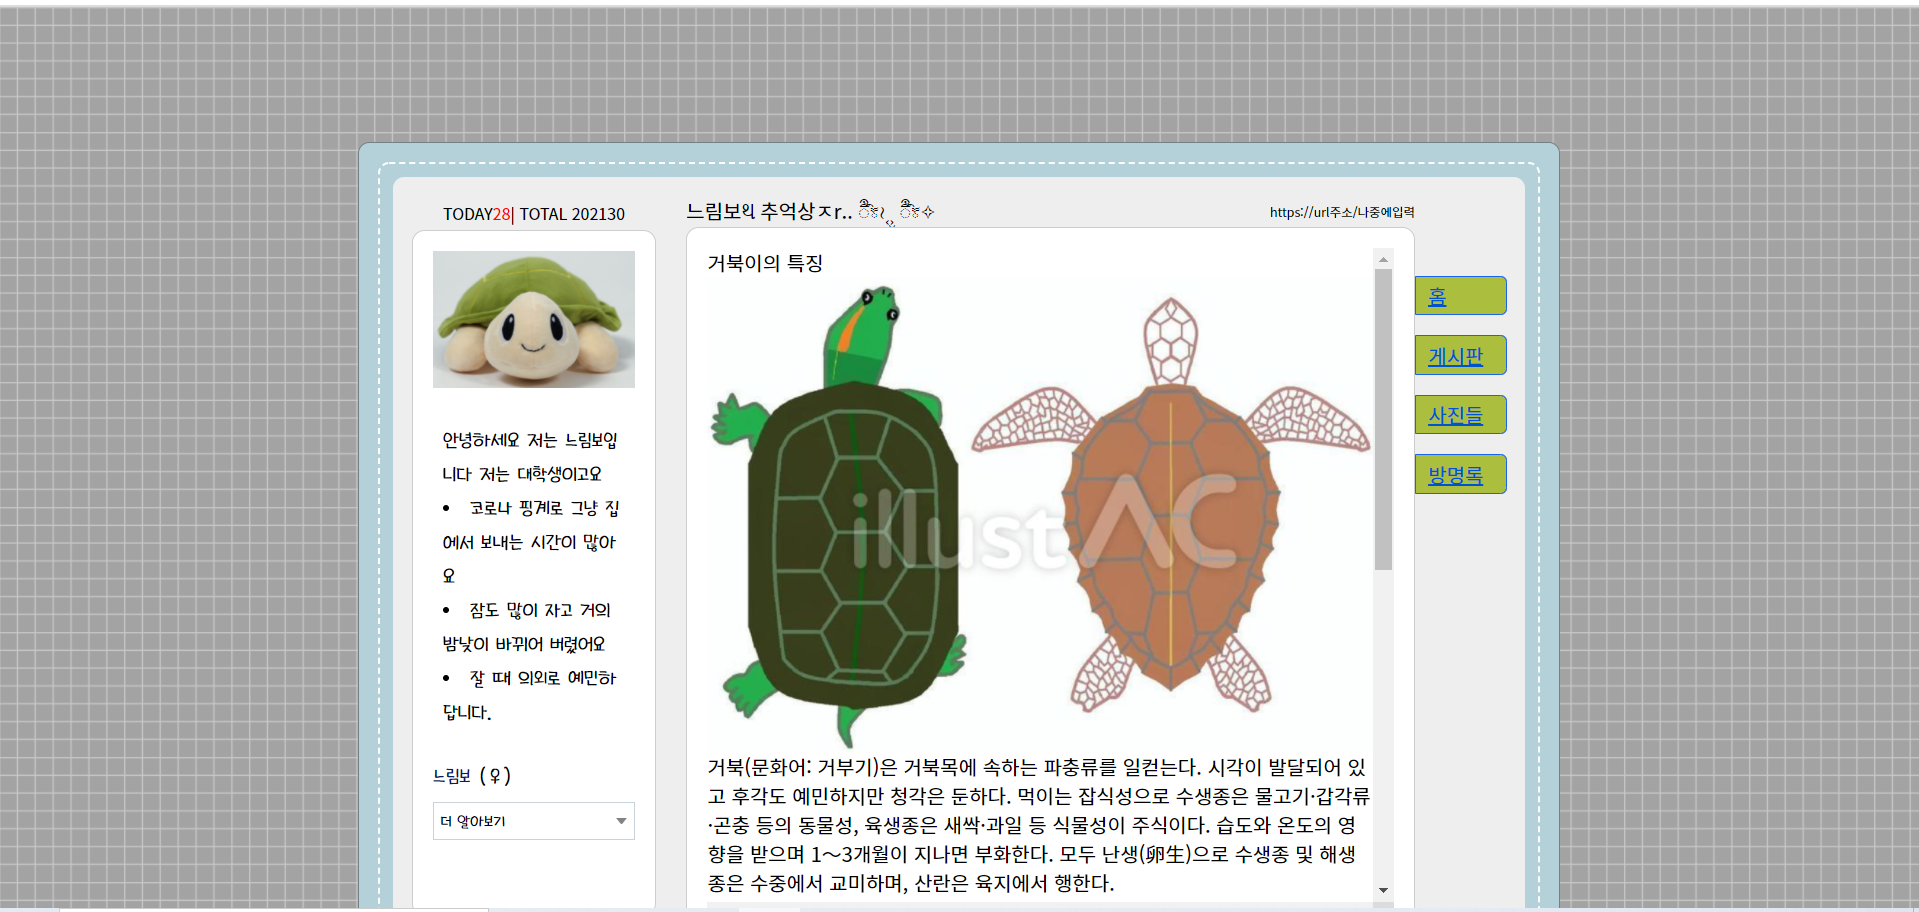 TODAY28| TOTAL 202130
느림보의 추억상ㅈr..
https://url주소/나중에입력
안녕하세요 저는 느림보입
니다 저는 대학생이고요
• 코로나 핑계로 그냥 집
에서 보내는 시간이 많아
요
• 잠도 많이 자고 거의
밤낮이 바뀌어 버렸어요
• 잘 때 의외로 예민하
답니다.
느림보 (♀)
더 알아보기
거북이의 특징
illustAC
거북(문화어: 거부기)은 거북목에 속하는 파충류를 일컫는다. 시각이 발달되어 있
고 후각도 예민하지만 청각은 둔하다. 먹이는 잡식성으로 수생종은 물고기·갑각류
·곤충 등의 동물성, 육생종은 새싹·과일 등 식물성이 주식이다. 습도와 온도의 영
향을 받으며 1~3개월이 지나면 부화한다. 모두 난생(卵生)으로 수생종 및 해생
종은 수중에서 교미하며, 산란은 육지에서 행한다.
홈
게시판
사진들
방명록